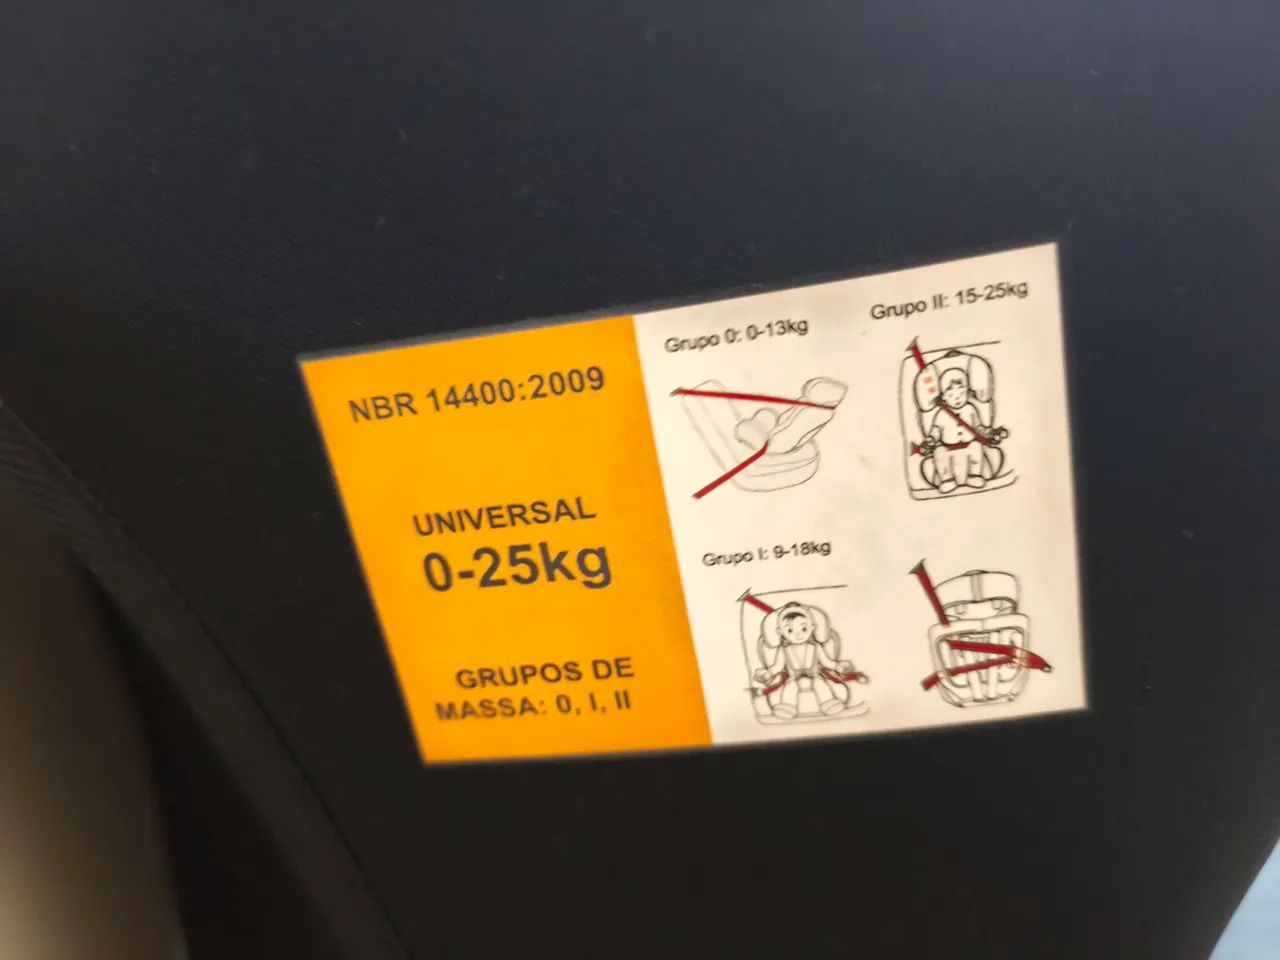 NBR 14400:2009
UNIVERSAL
0-25kg
GRUPOS DE
MASSA: 0, I, II
Grupo 0: 0-13kg
Grupo II: 15-25kg
Grupo I: 9-18kg